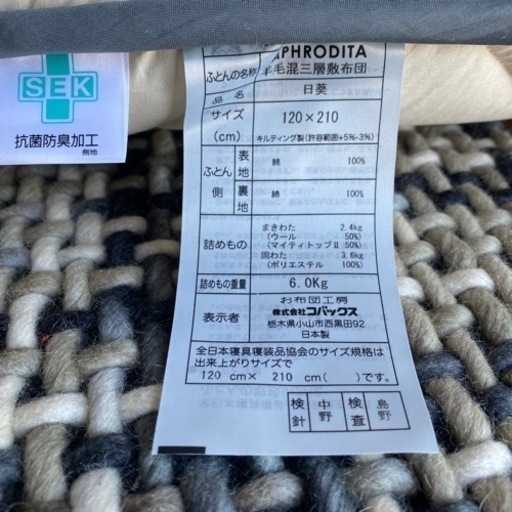 SEK
抗菌防臭加工
側地
APHRODITA
ふとんの名称 羊毛混三層敷布団
日葵
サイズ (cm) 120×210
キルティング製(許容範囲+5%-3%)
ふとん側 表地 綿 100%
裏地 綿 100%
詰めもの まきわた 2.4kg
(ウール 50%)
(マイティトップⅡ 50%)
固わた 3.6kg
(ポリエステル 100%)
詰めもの重量 6.0Kg
表示者 お布団工房
株式会社コバックス
栃木県小山市西黒田92
日本製
全日本寝具寝装品協会のサイズ規格は
出来上がりサイズで
120 cm× 210 cm( )です。
検針 中野 検査 島野